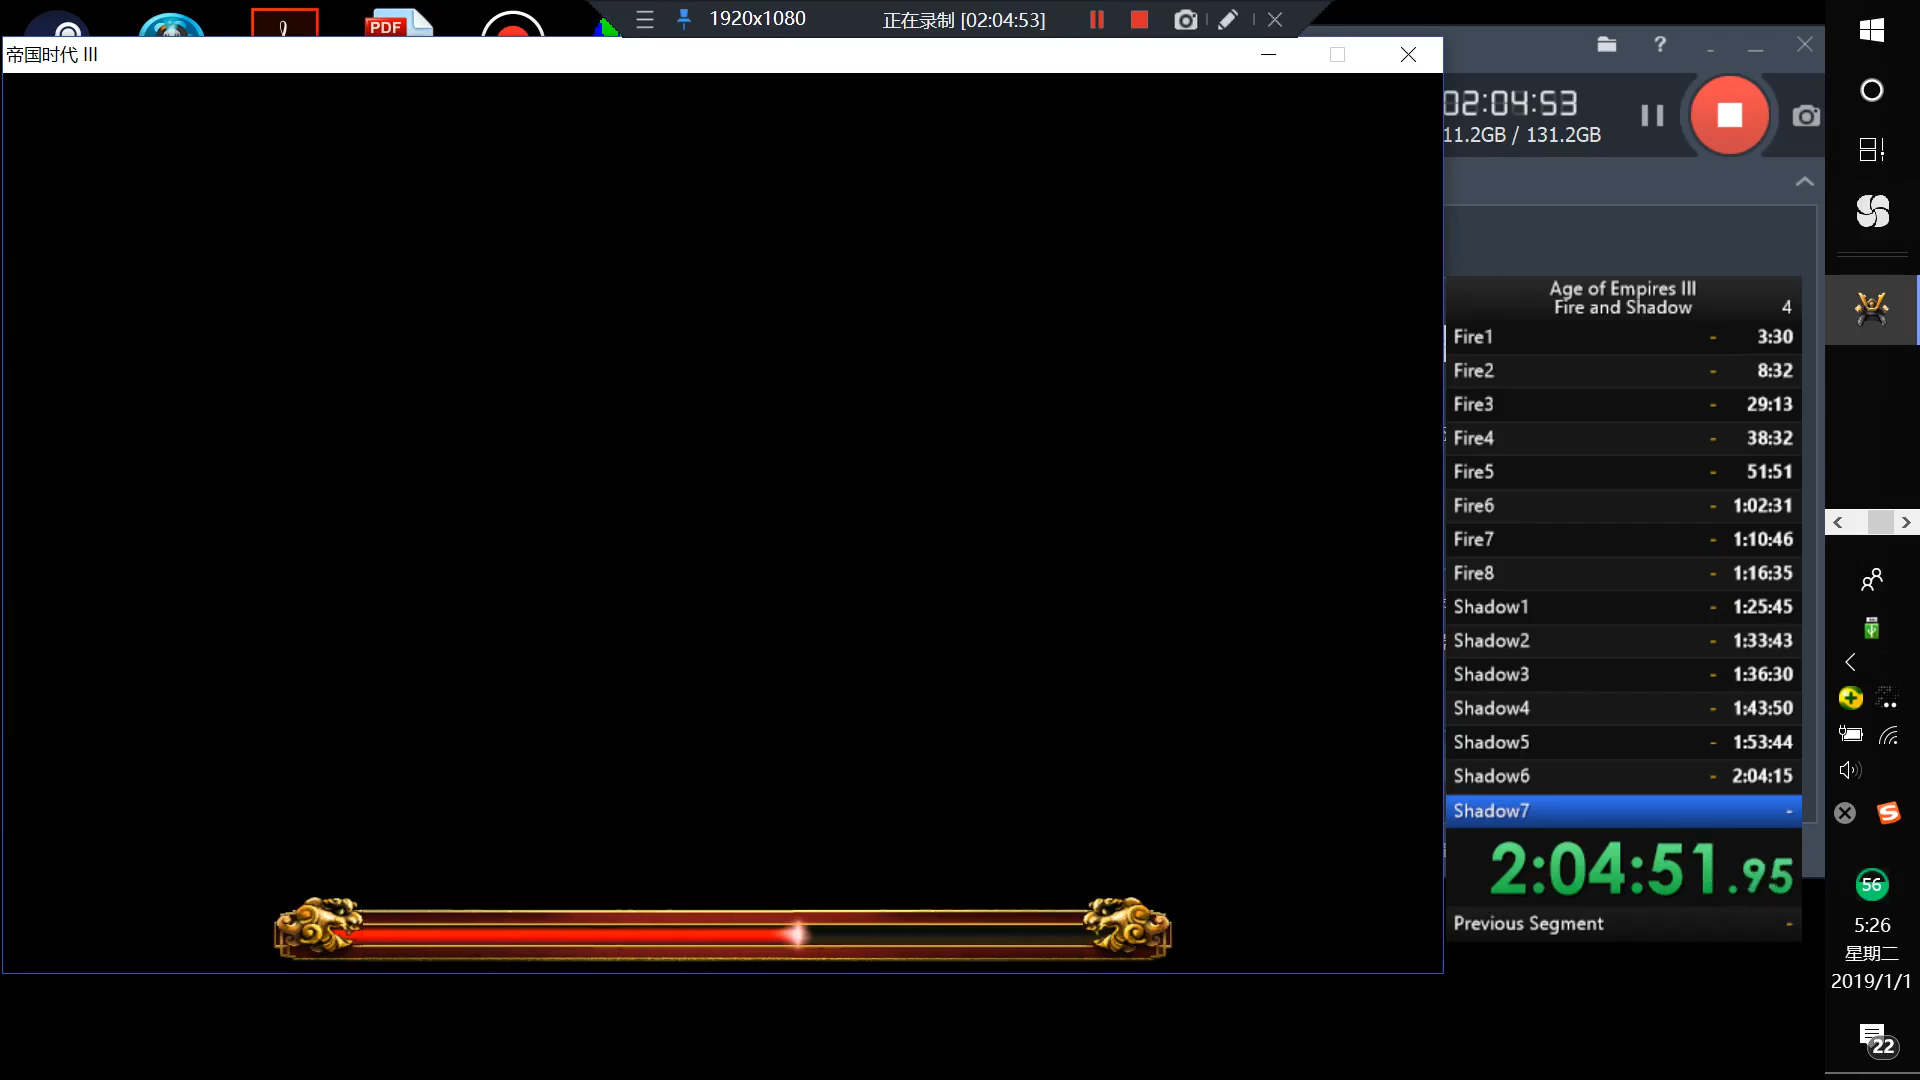 PDF
1920x1080
正在录制 [02:04:53]
帝国时代 III
02:04:53
11.2GB / 131.2GB
Age of Empires III
Fire and Shadow 4
Fire1 - 3:30
Fire2 - 8:32
Fire3 - 29:13
Fire4 - 38:32
Fire5 - 51:51
Fire6 - 1:02:31
Fire7 - 1:10:46
Fire8 - 1:16:35
Shadow1 - 1:25:45
Shadow2 - 1:33:43
Shadow3 - 1:36:30
Shadow4 - 1:43:50
Shadow5 - 1:53:44
Shadow6 - 2:04:15
Shadow7 -
2:04:51.95
Previous Segment -
56
5:26
星期二
2019/1/1
22